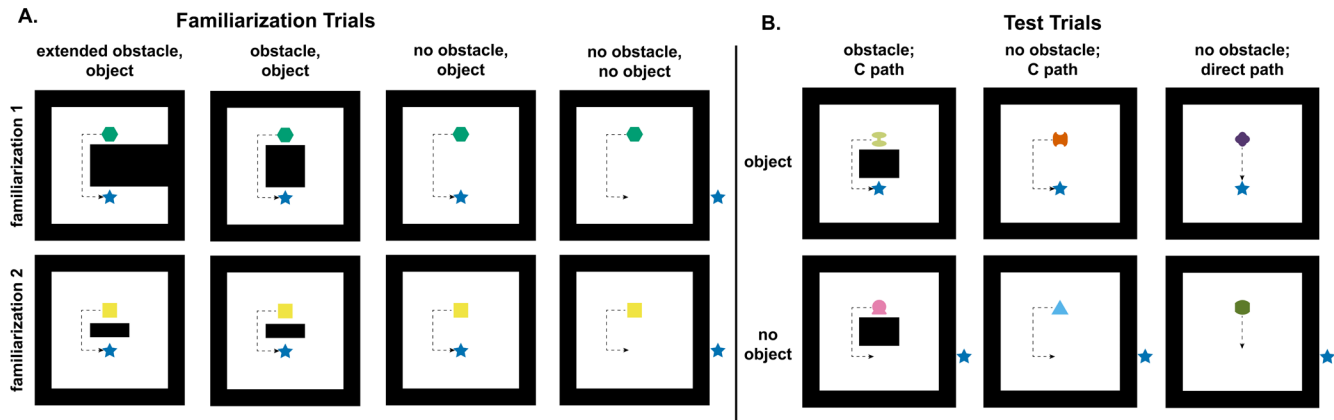 A.
Familiarization Trials
extended obstacle,
object
obstacle,
object
no obstacle,
object
no obstacle,
no object
familiarization 1
familiarization 2
B.
Test Trials
obstacle;
C path
no obstacle;
C path
no obstacle;
direct path
object
no
object